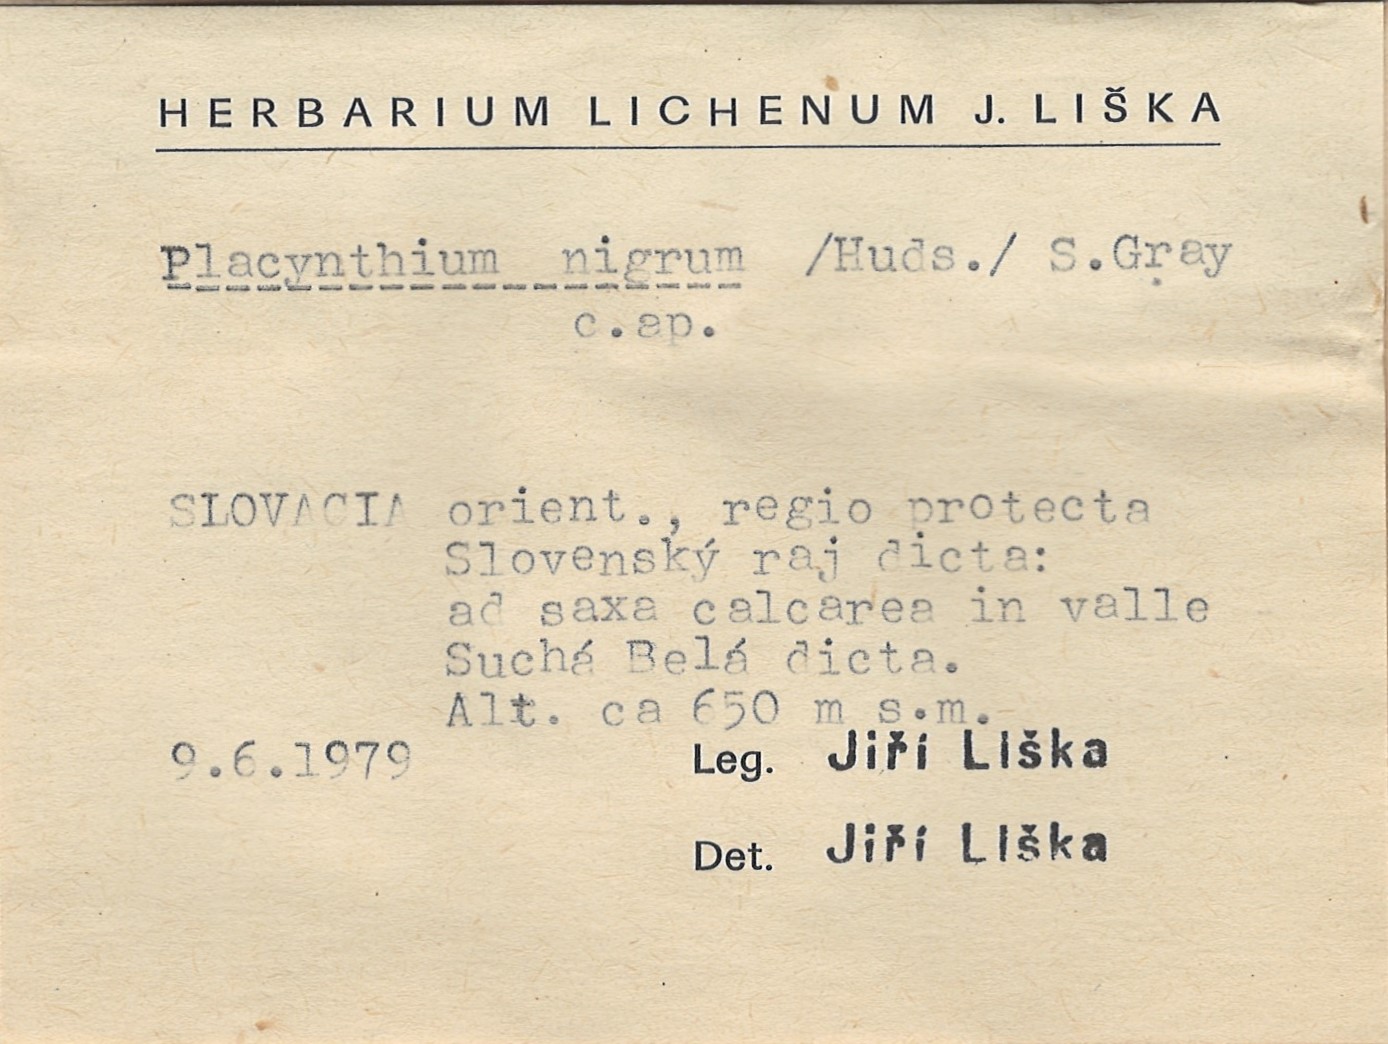 HERBARIUM LICHENUM J. LIŠKA
Placynthium nigrum /Huds./ S.Gray
c.ap.
SLOVACIA orient., regio protecta
Slovenský raj dicta:
ad saxa calcarea in valle
Suchá Belá dicta.
Alt. ca 650 m s.m.
9.6.1979 Leg. Jiří Liška
Det. Jiří Liška